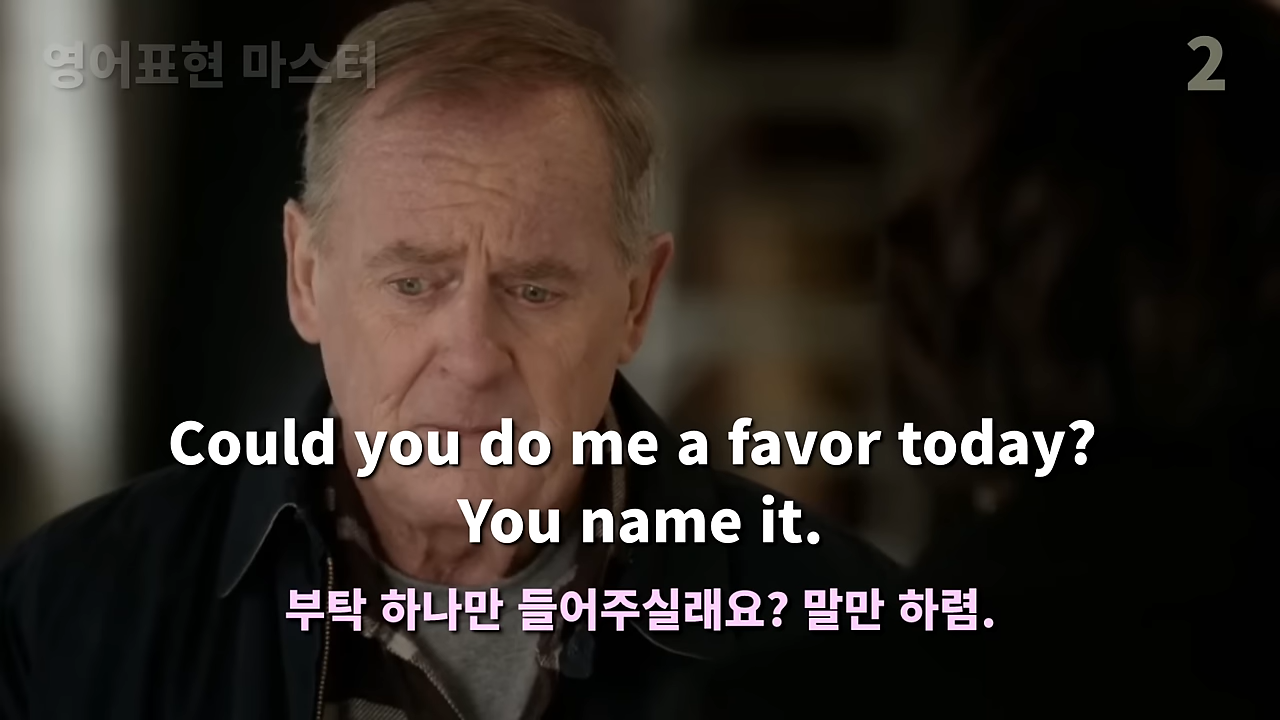 영어표현 마스터
2
Could you do me a favor today?
You name it.
부탁 하나만 들어주실래요? 말만 하렴.